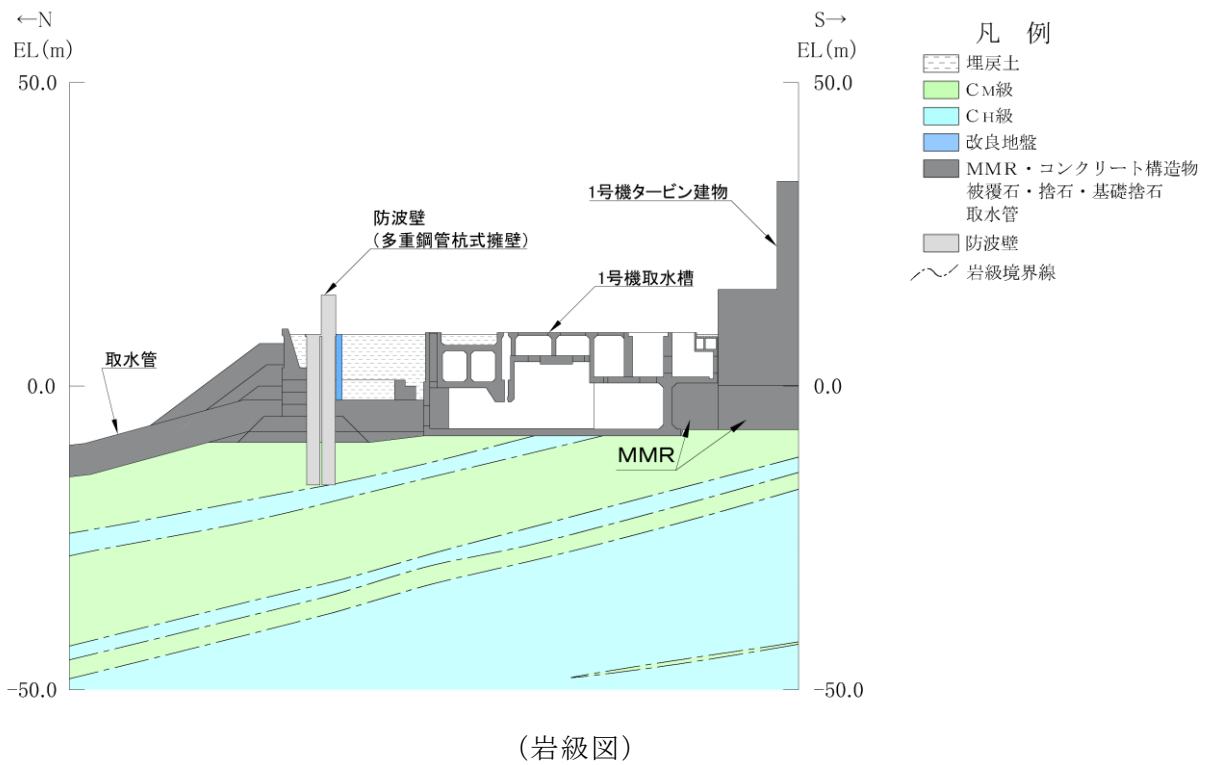 ←N
EL(m)
50.0
0.0
-50.0
S→
EL(m)
50.0
0.0
-50.0
1号機タービン建物
防波壁
(多重鋼管杭式擁壁)
1号機取水槽
取水管
MMR
凡 例
埋戻土
CM級
CH級
改良地盤
MMR・コンクリート構造物
被覆石・捨石・基礎捨石
取水管
防波壁
岩級境界線
(岩級図)